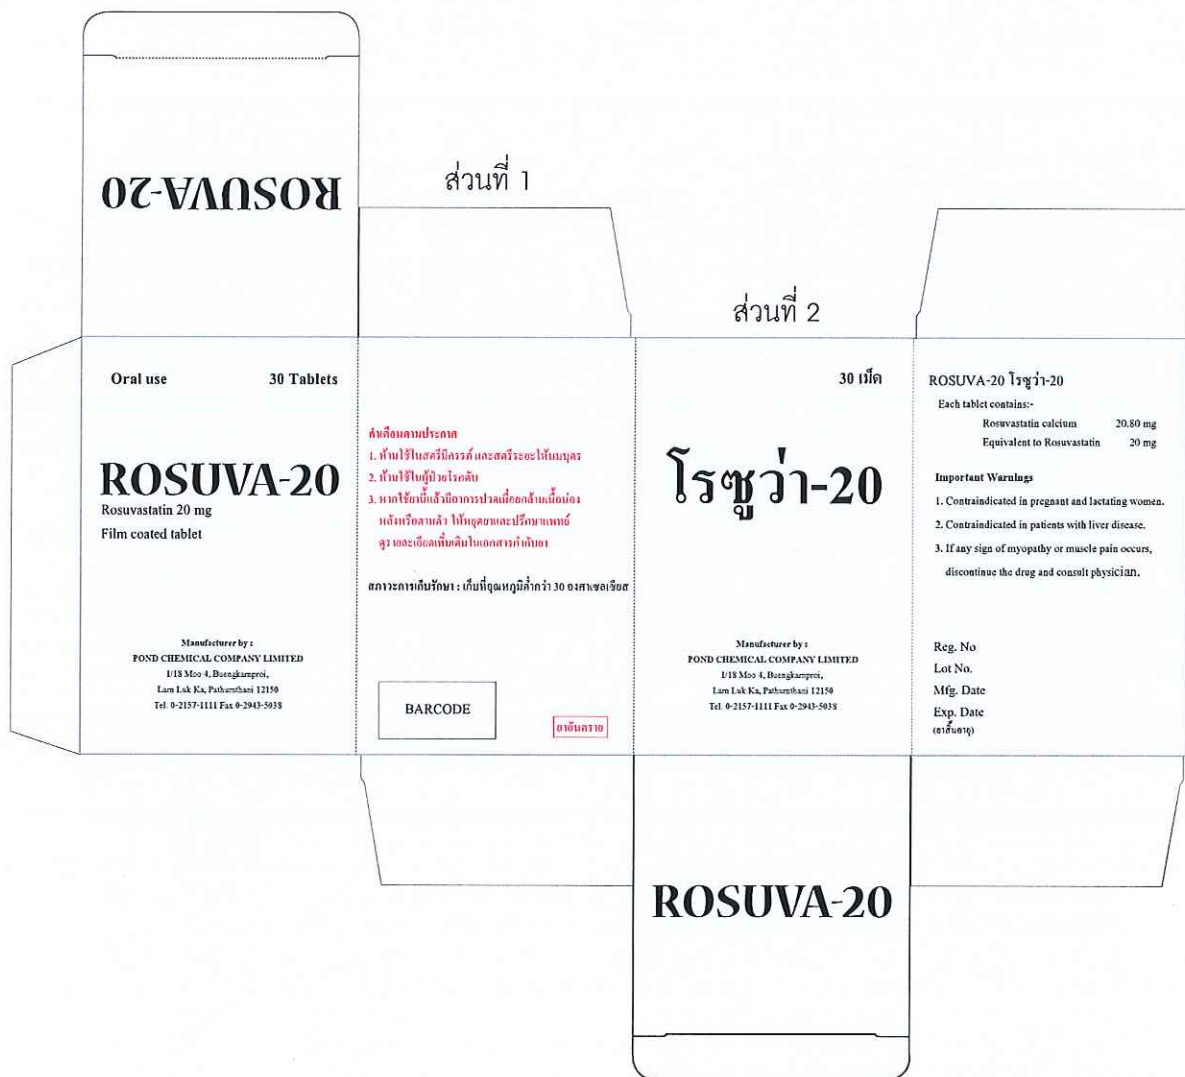 ROSUVA-20
ส่วนที่ 1
ส่วนที่ 2
Oral use 30 Tablets
ROSUVA-20
Rosuvastatin 20 mg
Film coated tablet
Manufacturer by :
POND CHEMICAL COMPANY LIMITED
1/18 Moo 4, Buengkamproi,
Lam Luk Ka, Pathumthani 12150
Tel. 0-2157-1111 Fax 0-2943-5038
คำเตือนตามประกาศ
1. ห้ามใช้ในสตรีมีครรภ์ และสตรีระยะให้นมบุตร
2. ห้ามใช้ในผู้ป่วยโรคตับ
3. หากใช้ยานี้แล้วมีอาการปวดเมื่อยกล้ามเนื้อน่อง
หลังหรือตามตัว ให้หยุดยาและปรึกษาแพทย์
ดูรายละเอียดเพิ่มเติมในเอกสารกำกับยา
สภาวะการเก็บรักษา : เก็บที่อุณหภูมิต่ำกว่า 30 องศาเซลเซียส
BARCODE
ยาอันตราย
30 เม็ด
โรซูว่า-20
Manufacturer by :
POND CHEMICAL COMPANY LIMITED
1/18 Moo 4, Buengkamproi,
Lam Luk Ka, Pathumthani 12150
Tel. 0-2157-1111 Fax 0-2943-5038
ROSUVA-20 โรซูว่า-20
Each tablet contains:-
Rosuvastatin calcium 20.80 mg
Equivalent to Rosuvastatin 20 mg
Important Warnings
1. Contraindicated in pregnant and lactating women.
2. Contraindicated in patients with liver disease.
3. If any sign of myopathy or muscle pain occurs,
discontinue the drug and consult physician.
Reg. No
Lot No.
Mfg. Date
Exp. Date
(ยาสิ้นอายุ)
ROSUVA-20